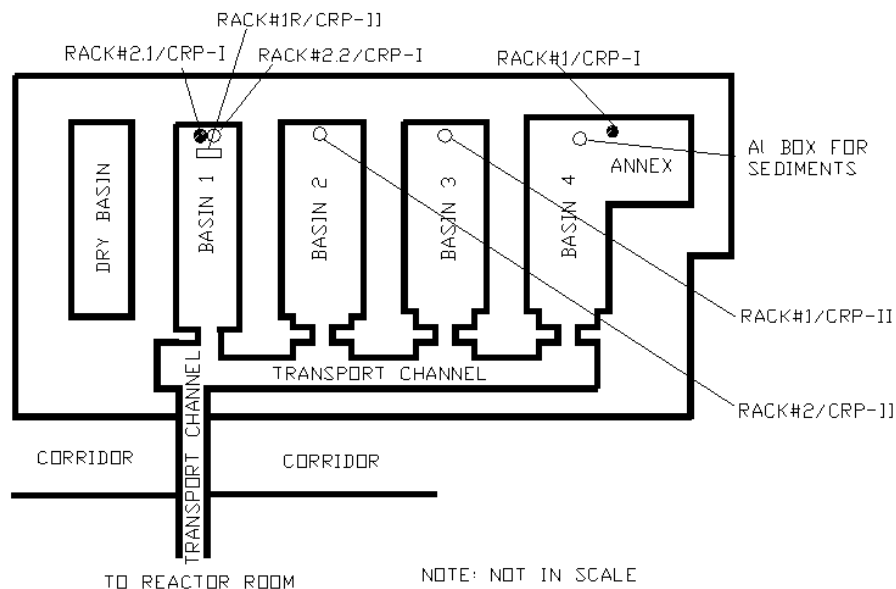 RACK#1R/CRP-II
RACK#2.1/CRP-I
RACK#2.2/CRP-I
RACK#1/CRP-I
Al BOX FOR
SEDIMENTS
ANNEX
DRY BASIN
BASIN 1
BASIN 2
BASIN 3
BASIN 4
RACK#1/CRP-II
TRANSPORT CHANNEL
RACK#2/CRP-II
TRANSPORT CHANNEL
CORRIDOR
CORRIDOR
TO REACTOR ROOM
NOTE: NOT IN SCALE